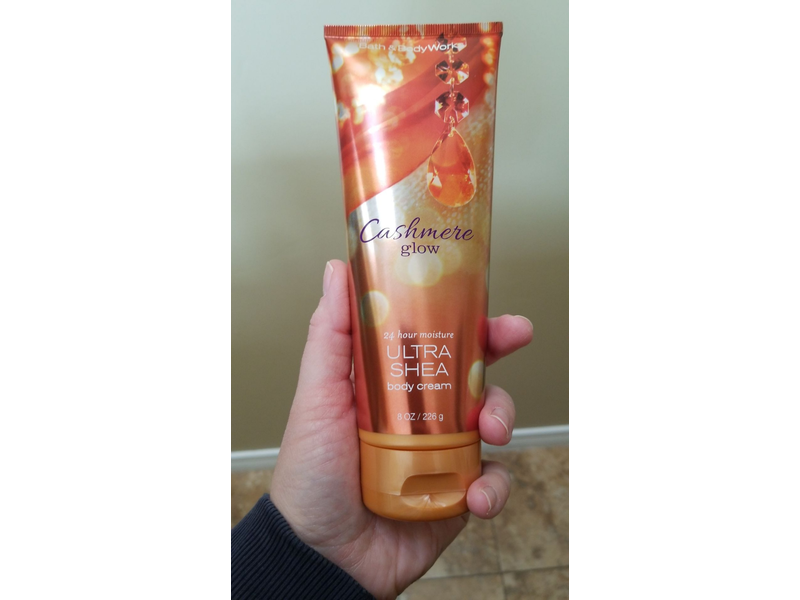 Bath & Body Works
Cashmere
glow
24 hour moisture
ULTRA
SHEA
body cream
8 OZ / 226 g